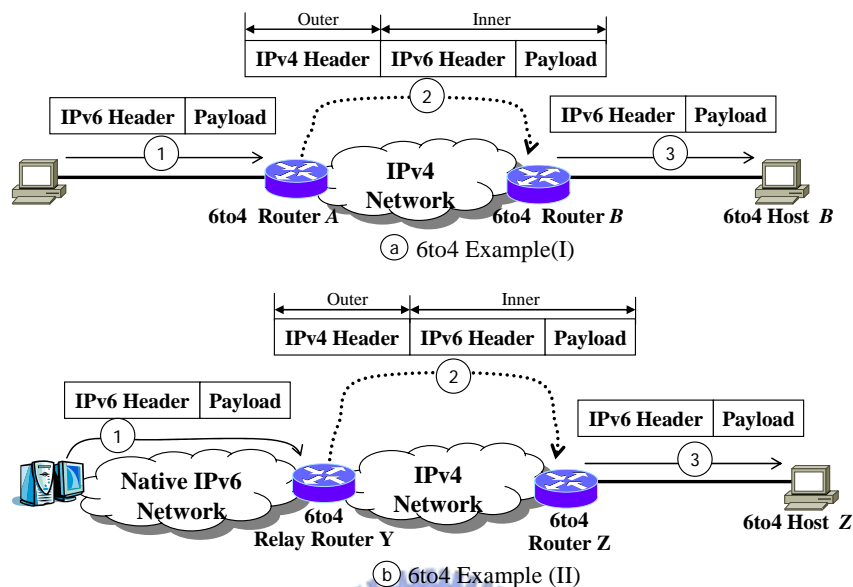 Outer Inner
IPv4 Header IPv6 Header Payload
2
IPv6 Header Payload
IPv6 Header Payload
1
3
IPv4
Network
6to4 Router A
6to4 Router B
6to4 Host B
a 6to4 Example(I)
Outer Inner
IPv4 Header IPv6 Header Payload
2
IPv6 Header Payload
IPv6 Header Payload
1
3
Native IPv6
Network
IPv4
Network
6to4
Relay Router Y
6to4
Router Z
6to4 Host Z
b 6to4 Example (II)